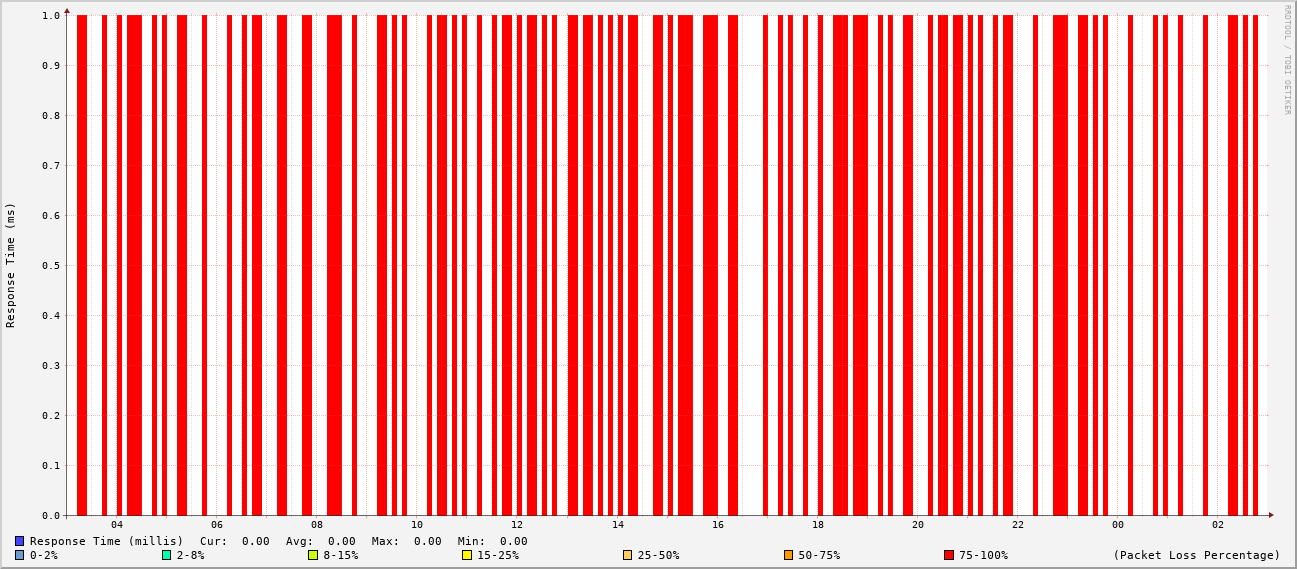 RRDTOOL / TOBI OETIKER
Response Time (ms)
1.0
0.9
0.8
0.7
0.6
0.5
0.4
0.3
0.2
0.1
0.0
04 06 08 10 12 14 16 18 20 22 00 02
Response Time (millis) Cur: 0.00 Avg: 0.00 Max: 0.00 Min: 0.00
0-2% 2-8% 8-15% 15-25% 25-50% 50-75% 75-100% (Packet Loss Percentage)